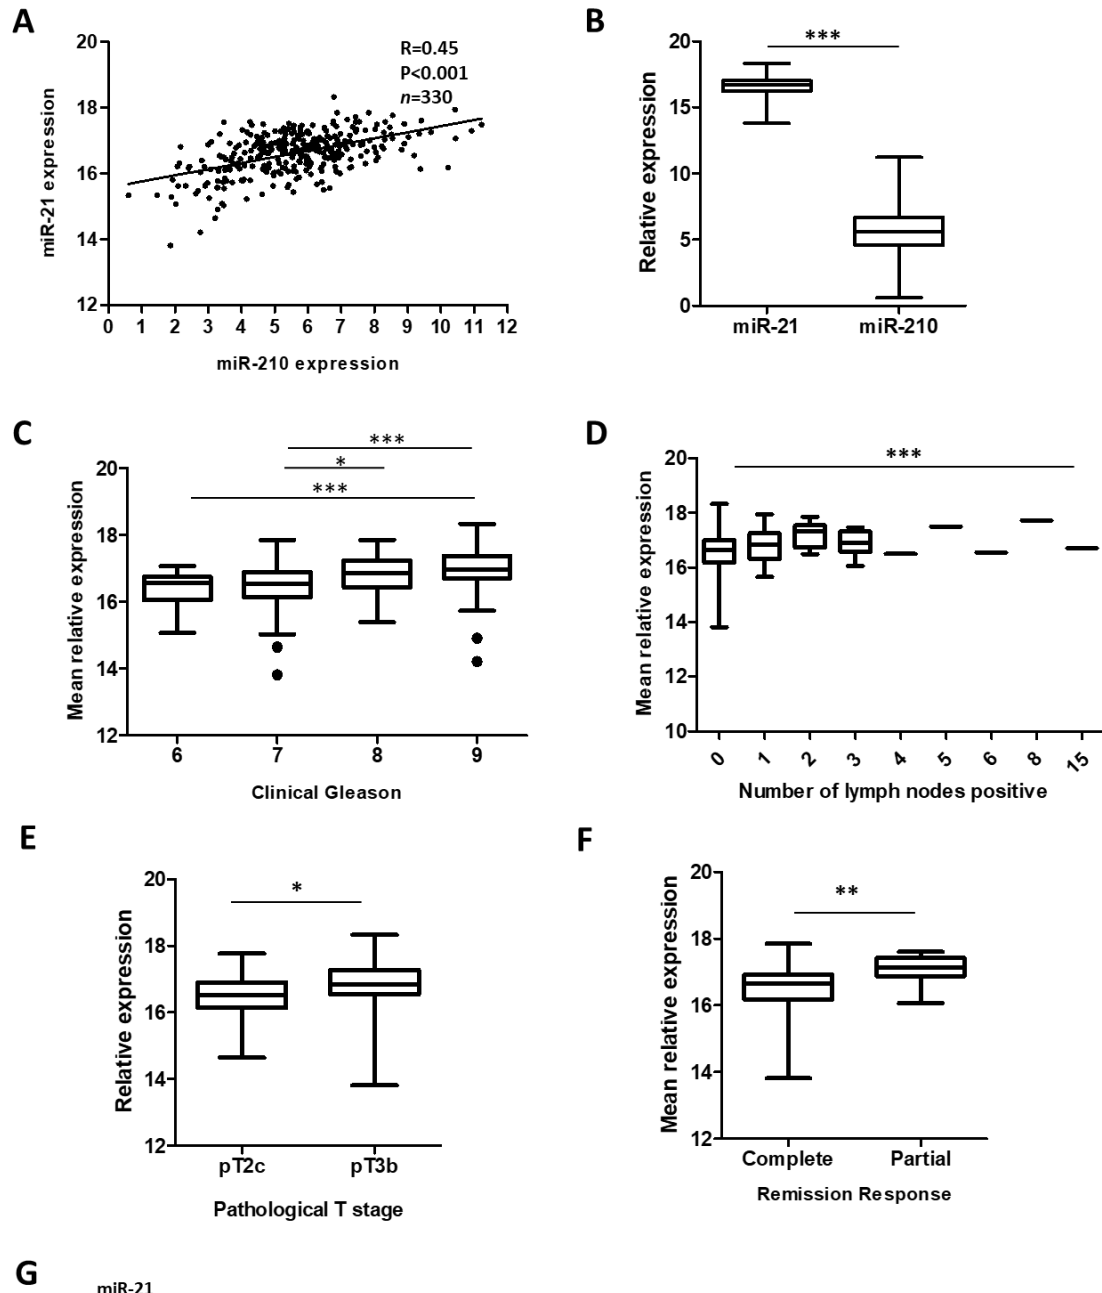 A
R=0.45
P<0.001
n=330
20
18
16
14
12
miR-21 expression
0 1 2 3 4 5 6 7 8 9 10 11 12
miR-210 expression
B
***
20
15
10
5
0
Relative expression
miR-21 miR-210
C
***
*
***
20
18
16
14
12
Mean relative expression
6 7 8 9
Clinical Gleason
D
***
20
18
16
14
12
10
Mean relative expression
0 1 2 3 4 5 6 8 15
Number of lymph nodes positive
E
*
20
18
16
14
12
Relative expression
pT2c pT3b
Pathological T stage
F
**
20
18
16
14
12
Mean relative expression
Complete Partial
Remission Response
G
miR-21